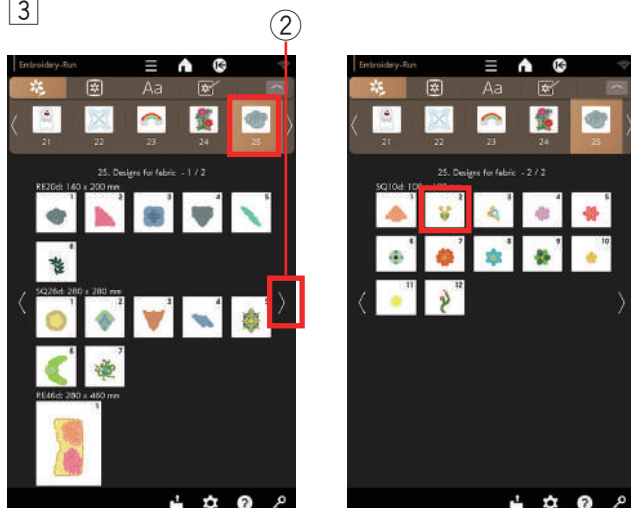 3
2
Embroidery-Run
Aa
21 22 23 24 25
25. Designs for fabric - 1 / 2
RE20d: 140 x 200 mm
1 2 3 4 5
SQ28d: 280 x 280 mm
1 2 3 4 5
6 7
RE46d: 280 x 460 mm
1
Embroidery-Run
Aa
21 22 23 24 25
25. Designs for fabric - 2 / 2
SQ10d:
1 2 3 4 5
6 7 8 9 10
11 12